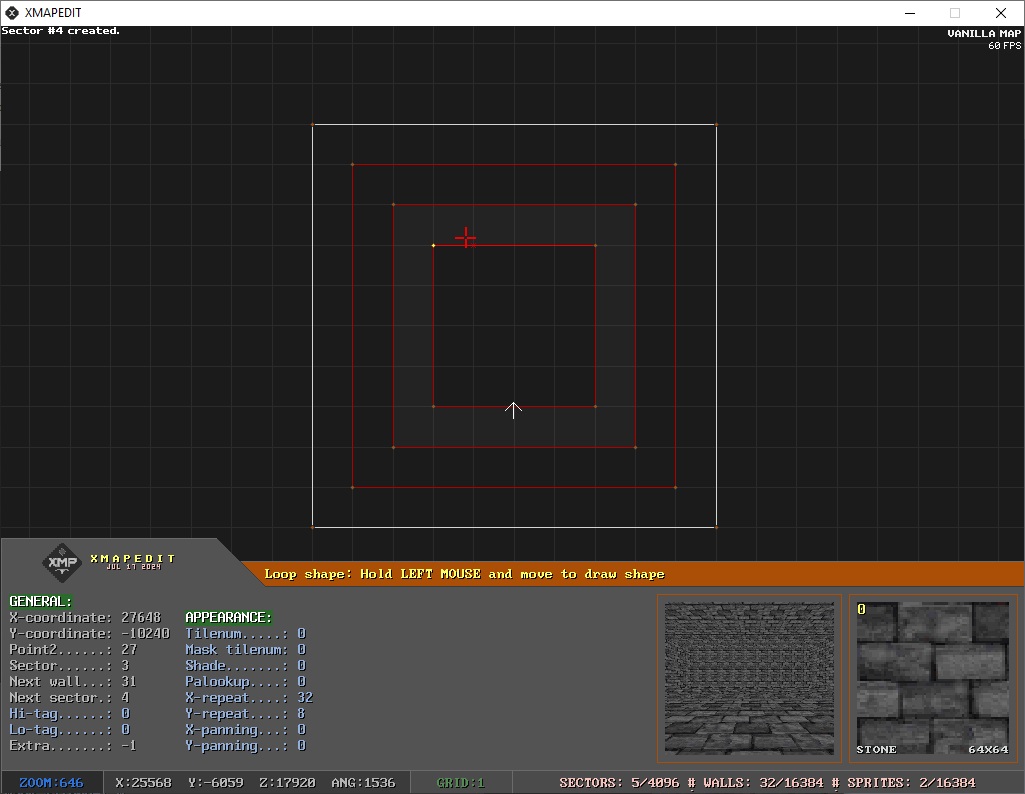 XMAPEDIT
Sector #4 created.
VANILLA MAP
60 FPS
XMP
XMAPEDIT
JUL 17 2024
Loop shape: Hold LEFT MOUSE and move to draw shape
GENERAL:
X-coordinate: 27648
Y-coordinate: -10240
Point2......: 27
Sector......: 3
Next wall...: 31
Next sector.: 4
Hi-tag......: 0
Lo-tag......: 0
Extra.......: -1
APPEARANCE:
Tilenum.....: 0
Mask tilenum: 0
Shade.......: 0
Palookup....: 0
X-repeat....: 32
Y-repeat....: 8
X-panning...: 0
Y-panning...: 0
0
STONE 64X64
ZOOM:646 X:25568 Y:-6059 Z:17920 ANG:1536 GRID:1 SECTORS: 5/4096 # WALLS: 32/16384 # SPRITES: 2/16384